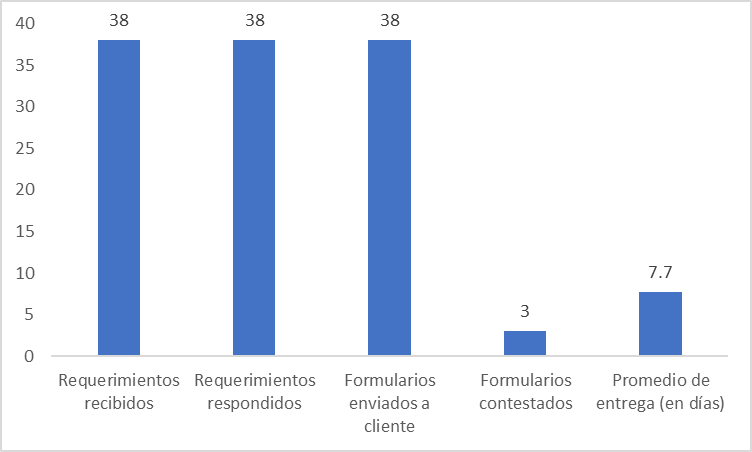 40
35
30
25
20
15
10
5
0
38
38
38
3
7.7
Requerimientos
recibidos
Requerimientos
respondidos
Formularios
enviados a
cliente
Formularios
contestados
Promedio de
entrega (en días)